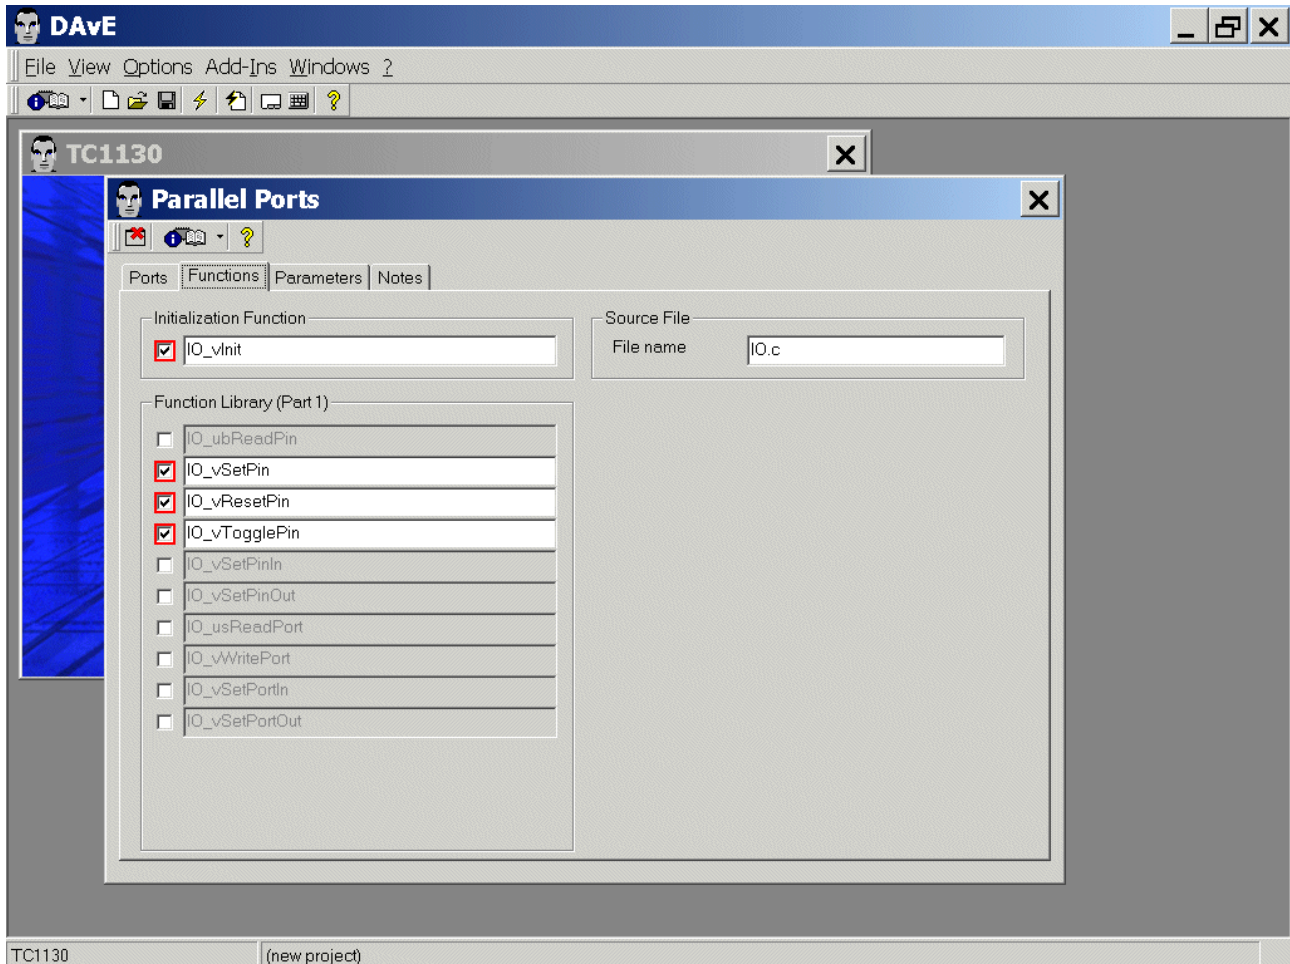 DAvE
File View Options Add-Ins Windows ?
TC1130
Parallel Ports
Ports Functions Parameters Notes
Initialization Function
IO_vInit
Source File
File name IO.c
Function Library (Part 1)
IO_ubReadPin
IO_vSetPin
IO_vResetPin
IO_vTogglePin
IO_vSetPinIn
IO_vSetPinOut
IO_usReadPort
IO_vWritePort
IO_vSetPortIn
IO_vSetPortOut
TC1130 (new project)